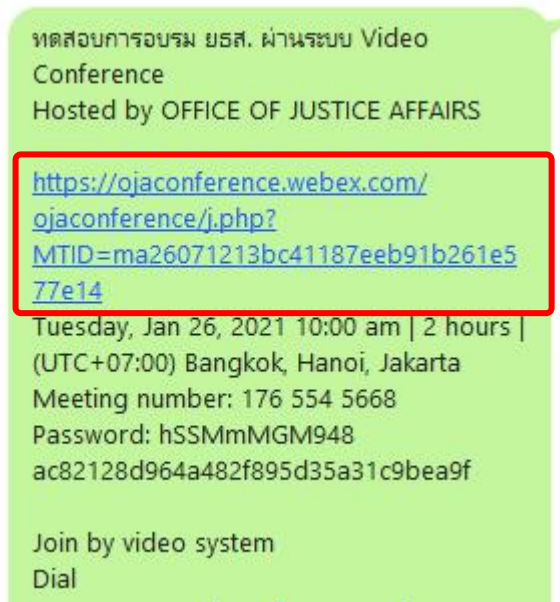 ทดสอบการอบรม ยธส. ผ่านระบบ Video
Conference
Hosted by OFFICE OF JUSTICE AFFAIRS
https://ojaconference.webex.com/
ojaconference/j.php?
MTID=ma26071213bc41187eeb91b261e5
77e14
Tuesday, Jan 26, 2021 10:00 am | 2 hours |
(UTC+07:00) Bangkok, Hanoi, Jakarta
Meeting number: 176 554 5668
Password: hSSMmMGM948
ac82128d964a482f895d35a31c9bea9f
Join by video system
Dial